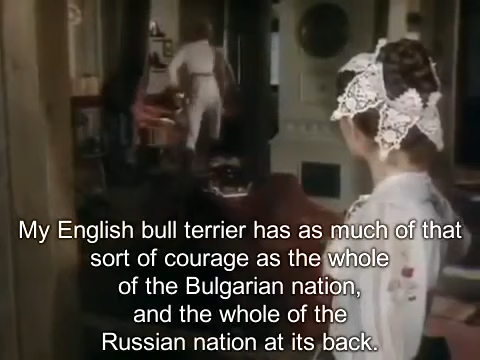 My English bull terrier has as much of that
sort of courage as the whole
of the Bulgarian nation,
and the whole of the
Russian nation at its back.